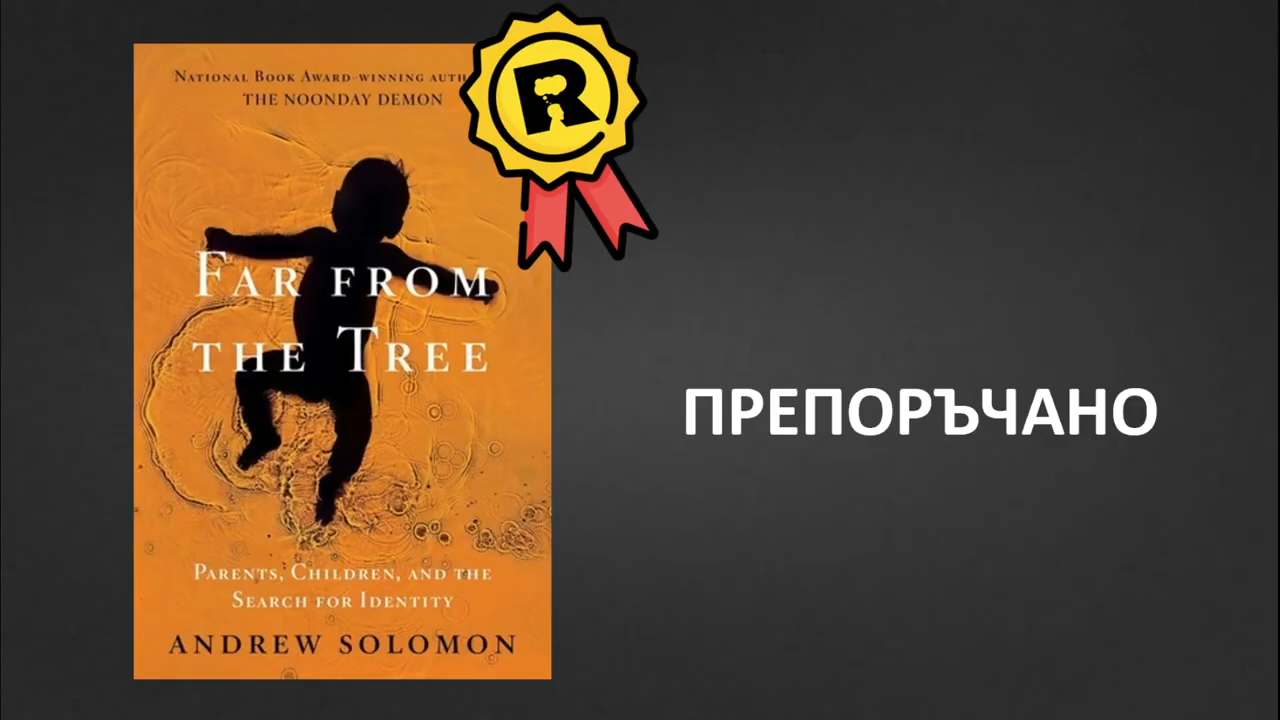 NATIONAL BOOK AWARD-WINNING
THE NOONDAY DEMON
R
FAR FROM
THE TREE
ПРЕПОРЪЧАНО
PARENTS, CHILDREN, AND THE
SEARCH FOR IDENTITY
ANDREW SOLOMON